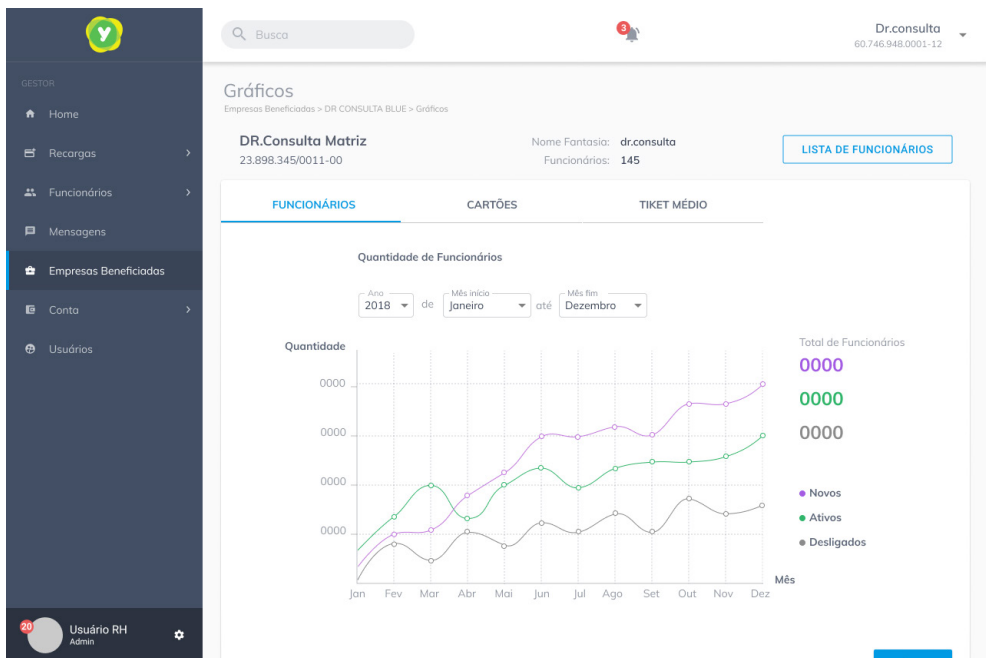 Y
Busca
3
Dr.consulta
60.746.948.0001-12
GESTOR
Home
Recargas
Funcionários
Mensagens
Empresas Beneficiadas
Conta
Usuários
20
Usuário RH
Admin
Gráficos
Empresas Beneficiadas > DR CONSULTA BLUE > Gráficos
DR.Consulta Matriz
23.898.345/0011-00
Nome Fantasia: dr.consulta
Funcionários: 145
LISTA DE FUNCIONÁRIOS
FUNCIONÁRIOS CARTÕES TIKET MÉDIO
Quantidade de Funcionários
Ano Mês início Mês fim
2018 de Janeiro até Dezembro
Quantidade
0000
0000
0000
0000
Jan Fev Mar Abr Mai Jun Jul Ago Set Out Nov Dez
Mês
Total de Funcionários
0000
0000
0000
Novos
Ativos
Desligados